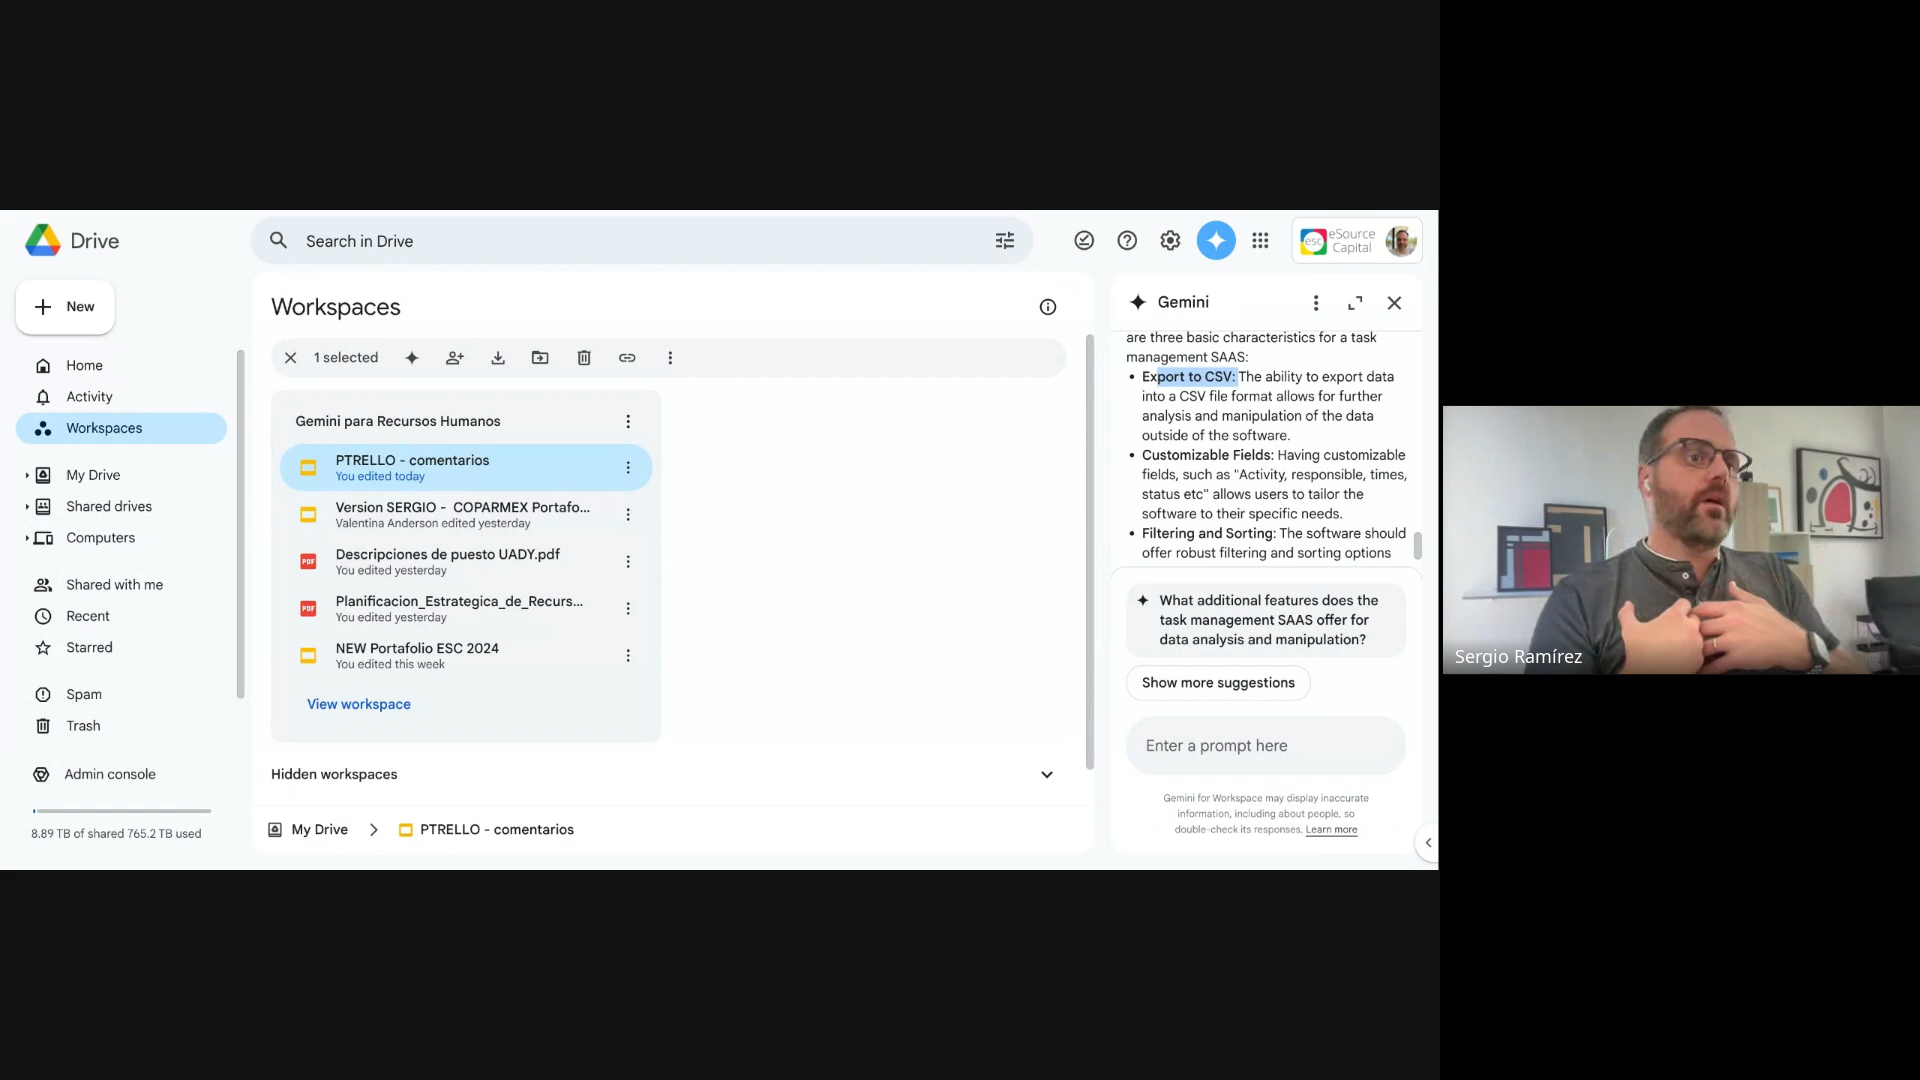 Drive
Search in Drive
esc
eSource
Capital
New
Home
Activity
Workspaces
My Drive
Shared drives
Computers
Shared with me
Recent
Starred
Spam
Trash
Admin console
8.89 TB of shared 765.2 TB used
Workspaces
1 selected
Gemini para Recursos Humanos
PTRELLO - comentarios
You edited today
Version SERGIO - COPARMEX Portafo...
Valentina Anderson edited yesterday
PDF
Descripciones de puesto UADY.pdf
You edited yesterday
PDF
Planificacion_Estrategica_de_Recurs...
You edited yesterday
NEW Portafolio ESC 2024
You edited this week
View workspace
Hidden workspaces
My Drive
PTRELLO - comentarios
Gemini
are three basic characteristics for a task
management SAAS:
• Export to CSV: The ability to export data
into a CSV file format allows for further
analysis and manipulation of the data
outside of the software.
• Customizable Fields: Having customizable
fields, such as "Activity, responsible, times,
status etc" allows users to tailor the
software to their specific needs.
• Filtering and Sorting: The software should
offer robust filtering and sorting options
What additional features does the
task management SAAS offer for
data analysis and manipulation?
Show more suggestions
Enter a prompt here
Gemini for Workspace may display inaccurate
information, including about people, so
double-check its responses. Learn more
Sergio Ramírez